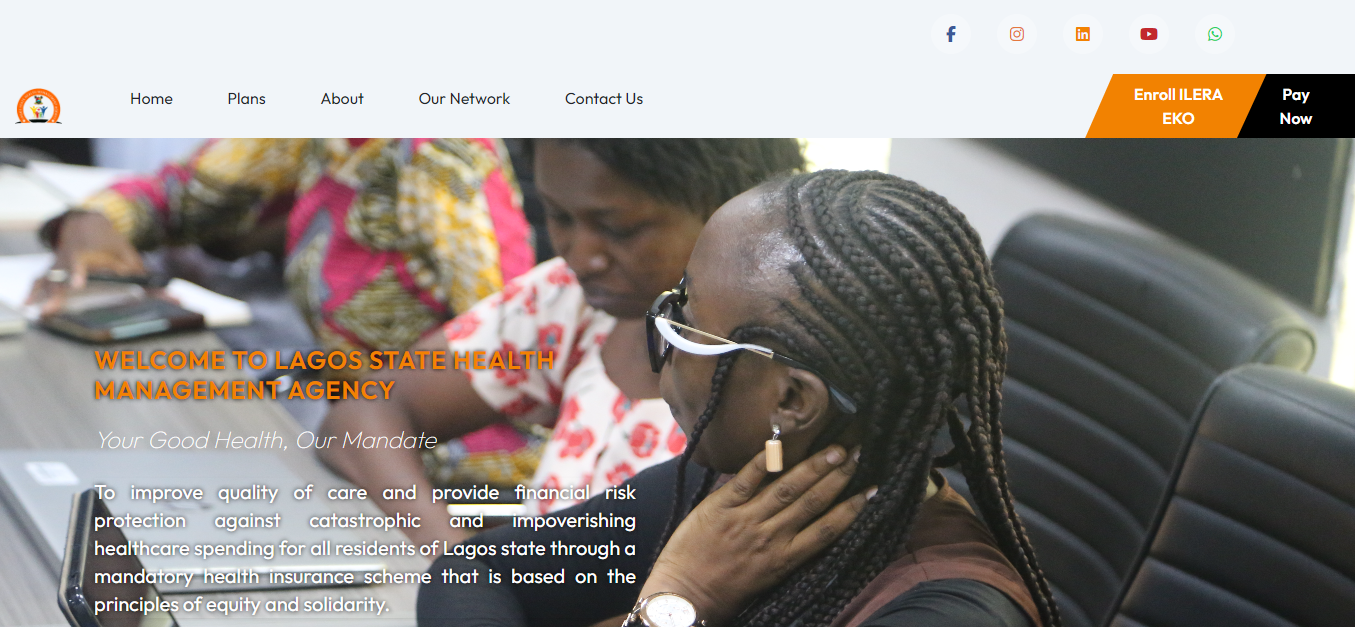 Home Plans About Our Network Contact Us
Enroll ILERA
EKO
Pay
Now
WELCOME TO LAGOS STATE HEALTH
MANAGEMENT AGENCY
Your Good Health, Our Mandate
To improve quality of care and provide financial risk
protection against catastrophic and impoverishing
healthcare spending for all residents of Lagos state through a
mandatory health insurance scheme that is based on the
principles of equity and solidarity.